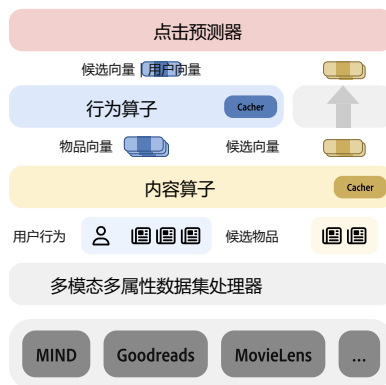 点击预测器
候选向量 | 用户向量
行为算子 Cacher
物品向量 候选向量
内容算子 Cacher
用户行为 候选物品
多模态多属性数据集处理器
MIND Goodreads MovieLens ...